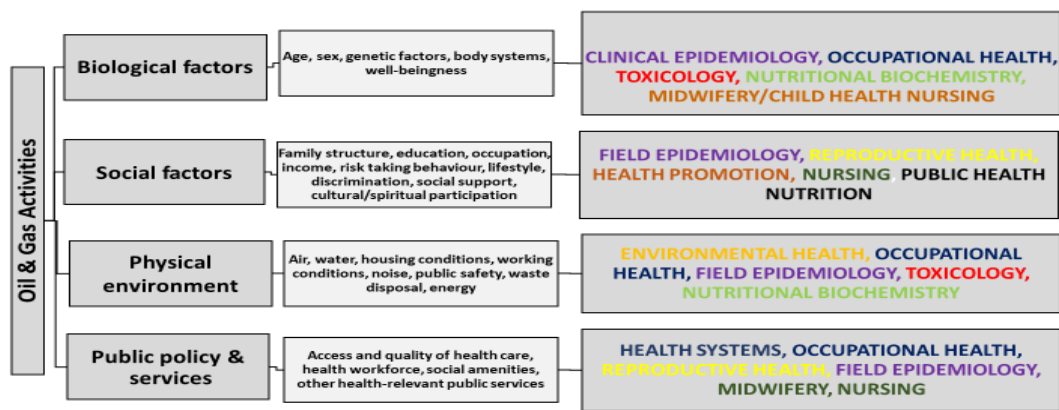 Oil & Gas Activities
Biological factors
Age, sex, genetic factors, body systems,
well-beingness
CLINICAL EPIDEMIOLOGY, OCCUPATIONAL HEALTH,
TOXICOLOGY, NUTRITIONAL BIOCHEMISTRY,
MIDWIFERY/CHILD HEALTH NURSING
Social factors
Family structure, education, occupation,
income, risk taking behaviour, lifestyle,
discrimination, social support,
cultural/spiritual participation
FIELD EPIDEMIOLOGY, REPRODUCTIVE HEALTH,
HEALTH PROMOTION, NURSING, PUBLIC HEALTH
NUTRITION
Physical
environment
Air, water, housing conditions, working
conditions, noise, public safety, waste
disposal, energy
ENVIRONMENTAL HEALTH, OCCUPATIONAL
HEALTH, FIELD EPIDEMIOLOGY, TOXICOLOGY,
NUTRITIONAL BIOCHEMISTRY
Public policy &
services
Access and quality of health care,
health workforce, social amenities,
other health-relevant public services
HEALTH SYSTEMS, OCCUPATIONAL HEALTH,
REPRODUCTIVE HEALTH, FIELD EPIDEMIOLOGY,
MIDWIFERY, NURSING